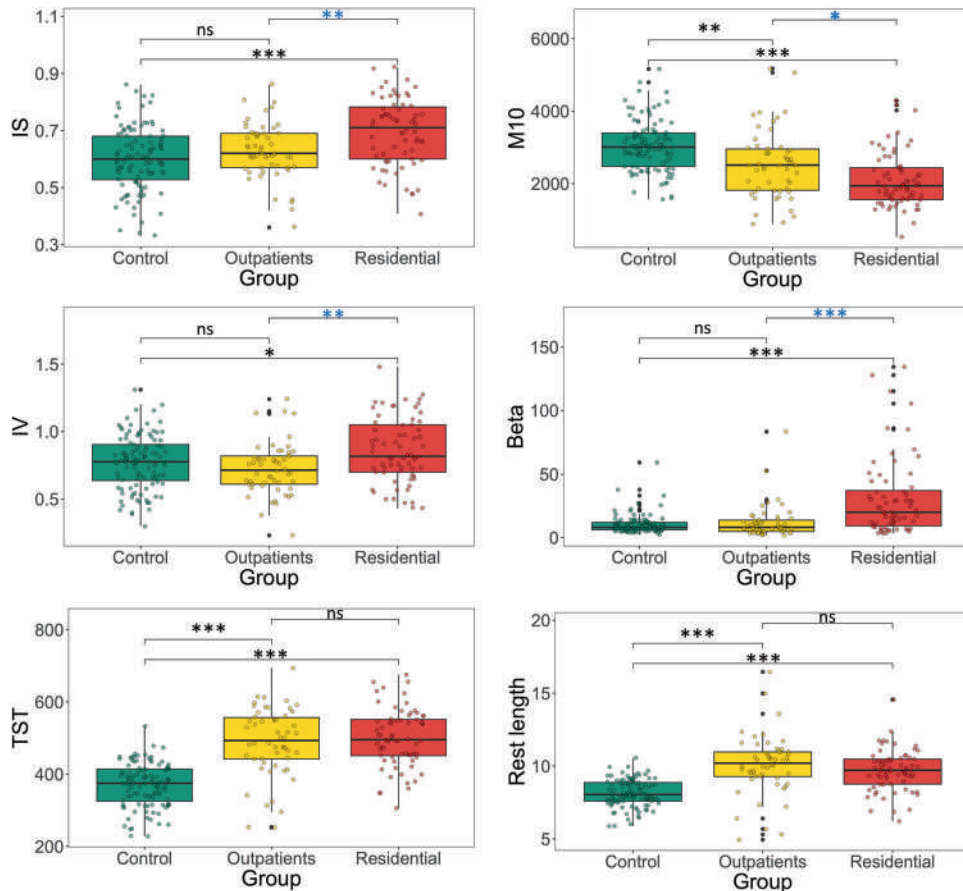 1.1
0.9
0.7
0.5
0.3
IS
ns
**
***
Control Outpatients Residential
Group
6000
4000
2000
M10
**
*
***
Control Outpatients Residential
Group
1.5
1.0
0.5
IV
ns
**
*
Control Outpatients Residential
Group
150
100
50
0
Beta
ns
***
***
Control Outpatients Residential
Group
800
600
400
200
TST
***
ns
***
Control Outpatients Residential
Group
20
15
10
5
Rest length
***
ns
***
Control Outpatients Residential
Group